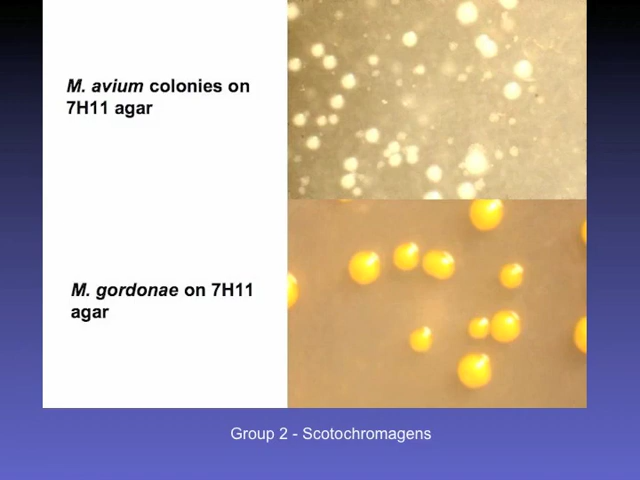 M. avium colonies on
7H11 agar
M. gordonae on 7H11
agar
Group 2 - Scotochromagens